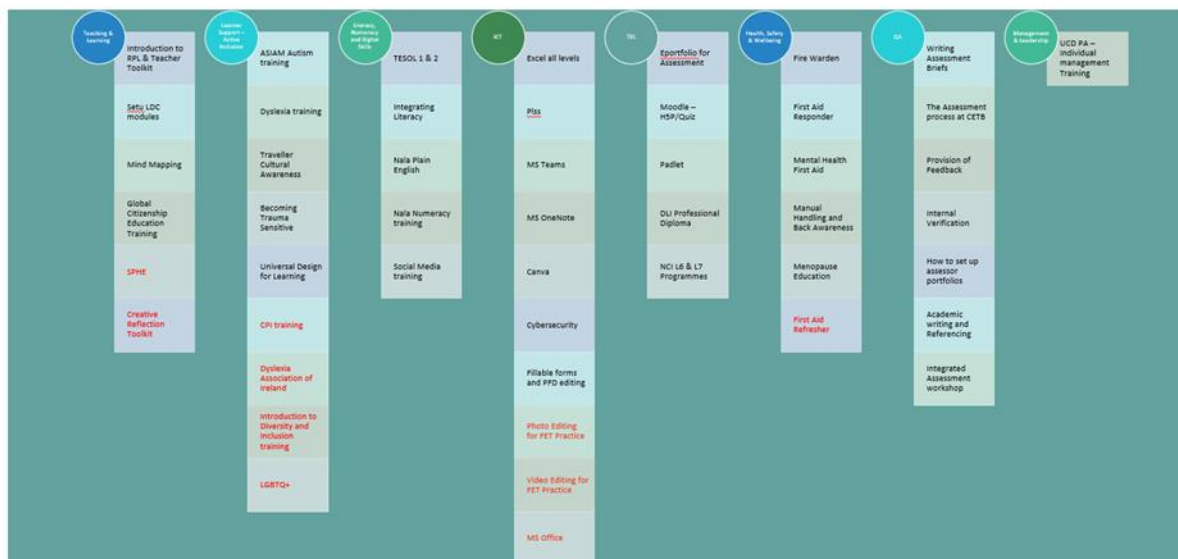 Teaching &
Learning
Introduction to
RPL & Teacher
Toolkit
Setu LDC
modules
Mind Mapping
Global
Citizenship
Education
Training
SPHE
Creative
Reflection
Toolkit
Learner
Support –
Active
Inclusion
ASIAM Autism
training
Dyslexia training
Traveller
Cultural
Awareness
Becoming
Trauma
Sensitive
Universal Design
for Learning
CPI training
Dyslexia
Association of
Ireland
Introduction to
Diversity and
Inclusion
training
LGBTQ+
Literacy,
Numeracy
and Digital
Skills
TESOL 1 & 2
Integrating
Literacy
Nala Plain
English
Nala Numeracy
training
Social Media
training
ICT
Excel all levels
Plss
MS Teams
MS OneNote
Canva
Cybersecurity
Fillable forms
and PFD editing
Photo Editing
for FET Practice
Video Editing for
FET Practice
MS Office
TEL
Eportfolio for
Assessment
Moodle –
H5P/Quiz
Padlet
DLI Professional
Diploma
NCI L6 & L7
Programmes
Health, Safety
& Wellbeing
Fire Warden
First Aid
Responder
Mental Health
First Aid
Manual
Handling and
Back Awareness
Menopause
Education
First Aid
Refresher
QA
Writing
Assessment
Briefs
The Assessment
process at CETB
Provision of
Feedback
Internal
verification
How to set up
assessor
portfolios
Academic
writing and
Referencing
Integrated
Assessment
workshop
Management
& Leadership
UCD PA –
individual
management
Training